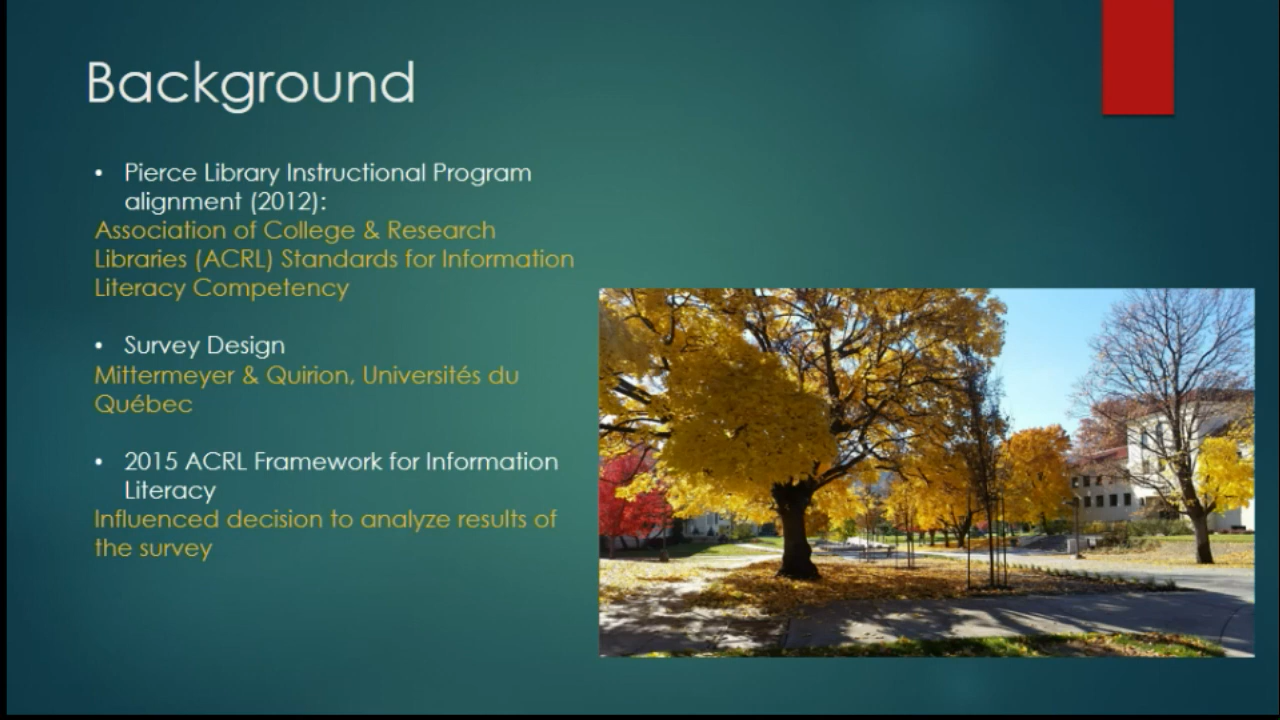 Background
• Pierce Library Instructional Program
alignment (2012):
Association of College & Research
Libraries (ACRL) Standards for Information
Literacy Competency
• Survey Design
Mittermeyer & Quirion, Universités du
Québec
• 2015 ACRL Framework for Information
Literacy
Influenced decision to analyze results of
the survey